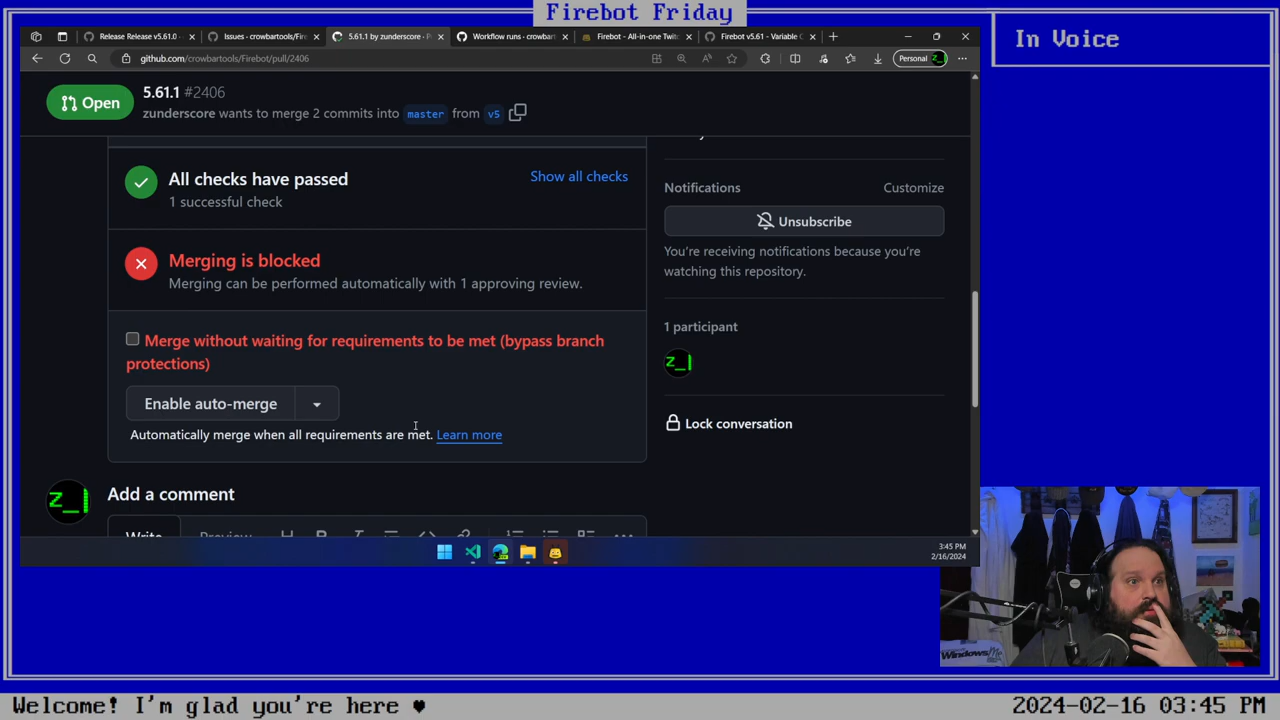 Firebot Friday
In Voice
Release Release v5.61.0
Issues · crowbartools/Fire
5.61.1 by zunderscore · P
Workflow runs · crowbart
Firebot - All-in-one Twitc
Firebot v5.61 - Variable C
github.com/crowbartools/Firebot/pull/2406
Personal
Open
5.61.1 #2406
zunderscore wants to merge 2 commits into master from v5
All checks have passed
1 successful check
Show all checks
Merging is blocked
Merging can be performed automatically with 1 approving review.
Merge without waiting for requirements to be met (bypass branch
protections)
Enable auto-merge
Automatically merge when all requirements are met. Learn more
Add a comment
Write
Preview
Notifications
Customize
Unsubscribe
You're receiving notifications because you're
watching this repository.
1 participant
z_|
Lock conversation
z_|
3:45 PM
2/16/2024
Windows
Welcome! I'm glad you're here ♥
2024-02-16 03:45 PM